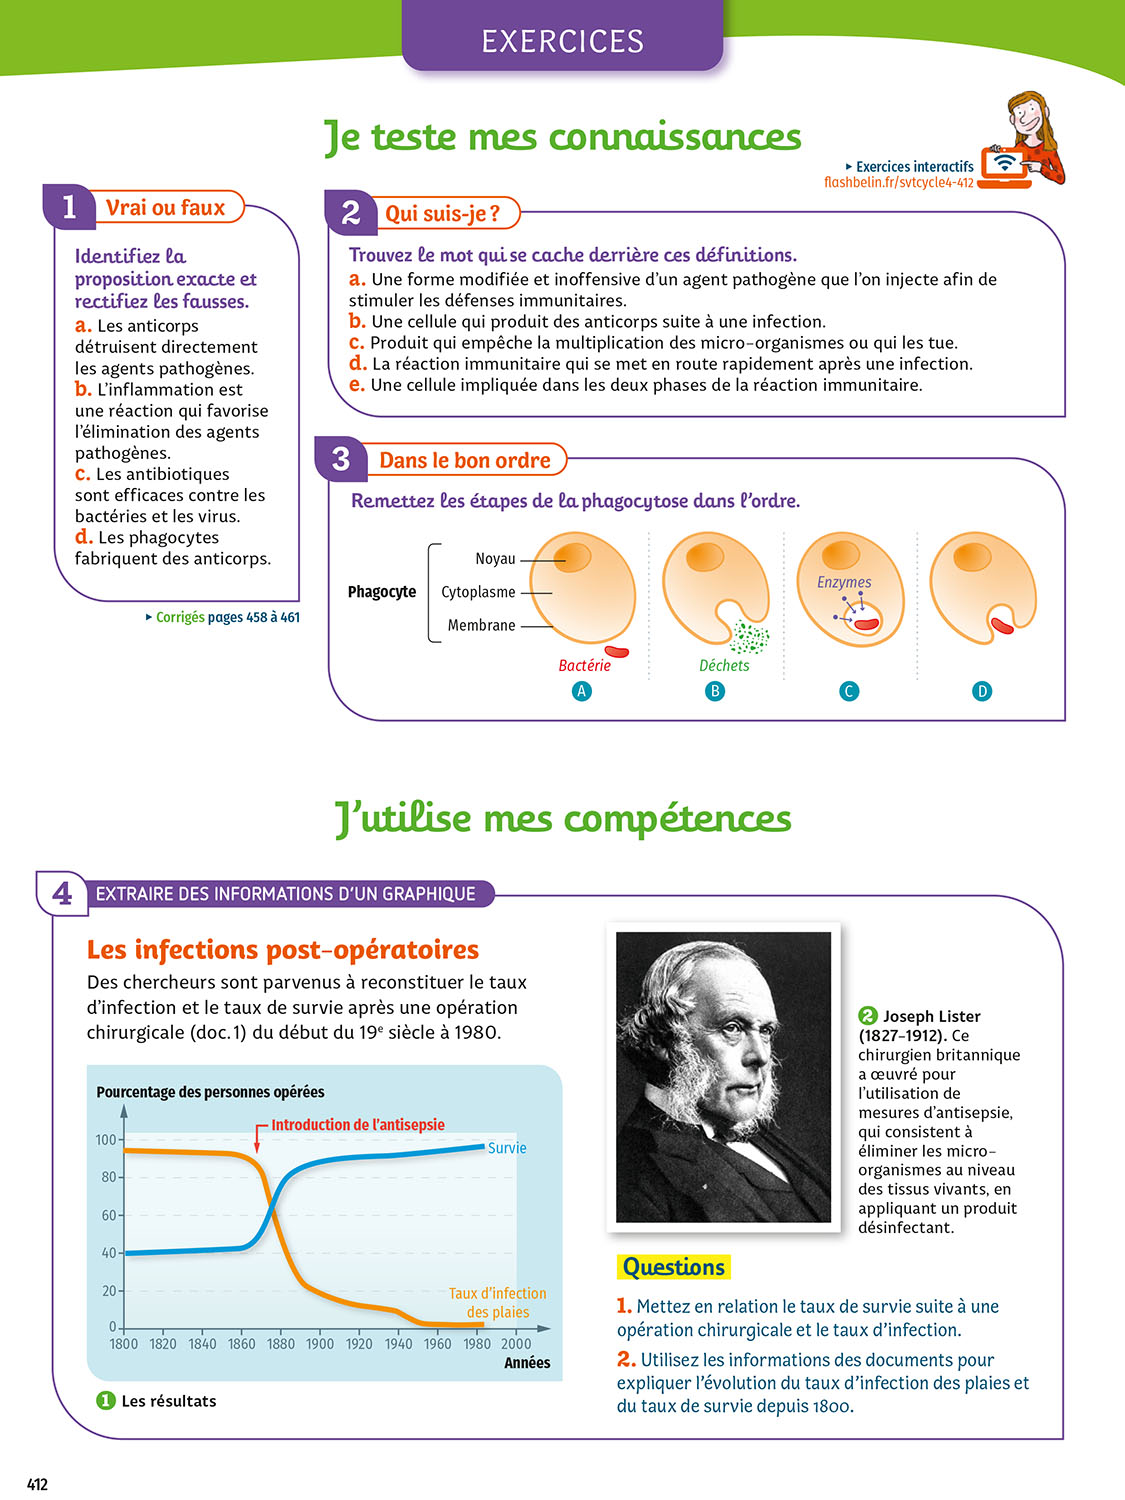 EXERCICES
Je teste mes connaissances
▸ Exercices interactifs
flashbelin.fr/svtcycle4-412
1 Vrai ou faux
Identifiez la
proposition exacte et
rectifiez les fausses.
a. Les anticorps
détruisent directement
les agents pathogènes.
b. L'inflammation est
une réaction qui favorise
l'élimination des agents
pathogènes.
c. Les antibiotiques
sont efficaces contre les
bactéries et les virus.
d. Les phagocytes
fabriquent des anticorps.
▸ Corrigés pages 458 à 461
2 Qui suis-je ?
Trouvez le mot qui se cache derrière ces définitions.
a. Une forme modifiée et inoffensive d'un agent pathogène que l'on injecte afin de
stimuler les défenses immunitaires.
b. Une cellule qui produit des anticorps suite à une infection.
c. Produit qui empêche la multiplication des micro-organismes ou qui les tue.
d. La réaction immunitaire qui se met en route rapidement après une infection.
e. Une cellule impliquée dans les deux phases de la réaction immunitaire.
3 Dans le bon ordre
Remettez les étapes de la phagocytose dans l'ordre.
Phagocyte
Noyau
Cytoplasme
Membrane
Bactérie
Déchets
Enzymes
A
B
C
D
J'utilise mes compétences
4 EXTRAIRE DES INFORMATIONS D'UN GRAPHIQUE
Les infections post-opératoires
Des chercheurs sont parvenus à reconstituer le taux
d'infection et le taux de survie après une opération
chirurgicale (doc. 1) du début du 19e siècle à 1980.
Pourcentage des personnes opérées
Introduction de l'antisepsie
Survie
100
80
60
40
20
0
Taux d'infection
des plaies
1800 1820 1840 1860 1880 1900 1920 1940 1960 1980 2000
Années
1 Les résultats
2 Joseph Lister
(1827-1912). Ce
chirurgien britannique
a œuvré pour
l'utilisation de
mesures d'antisepsie,
qui consistent à
éliminer les micro-
organismes au niveau
des tissus vivants, en
appliquant un produit
désinfectant.
Questions
1. Mettez en relation le taux de survie suite à une
opération chirurgicale et le taux d'infection.
2. Utilisez les informations des documents pour
expliquer l'évolution du taux d'infection des plaies et
du taux de survie depuis 1800.
412